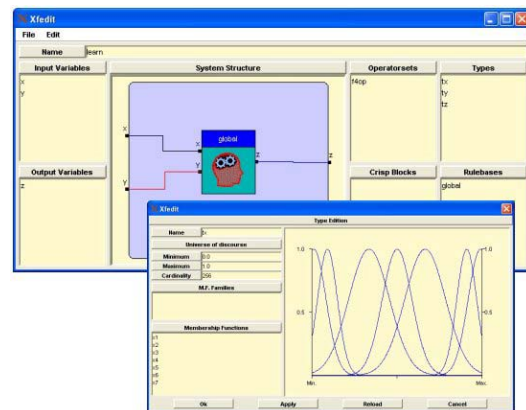 Xfedit
File Edit
Name learn
Input Variables
x
y
System Structure
x
y
global
x
y
z
z
Operatorsets
f4op
Types
tx
ty
tz
Output Variables
z
Crisp Blocks
Rulebases
global
Xfedit
Type Edition
Name tx
Universe of discourse
Minimum 0.0
Maximum 1.0
Cardinality 256
M.F. Families
Membership Functions
x1
x2
x3
x4
x5
x6
x7
1.0
0.5
1.0
0.5
Min.
Max.
Ok Apply Reload Cancel